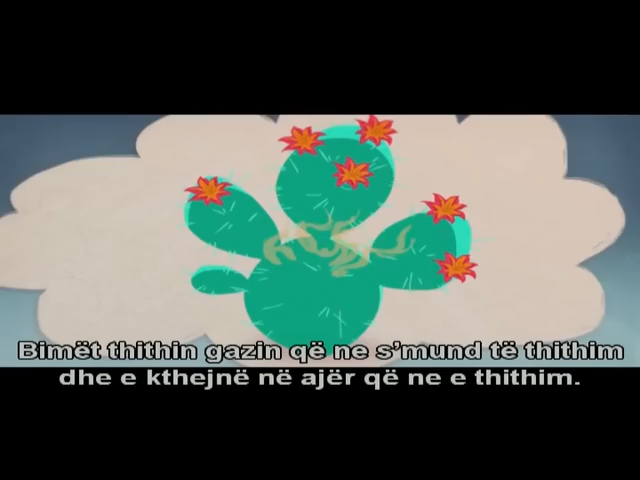 Bimët thithin gazin që ne s'mund të thithim
dhe e kthejnë në ajër që ne e thithim.